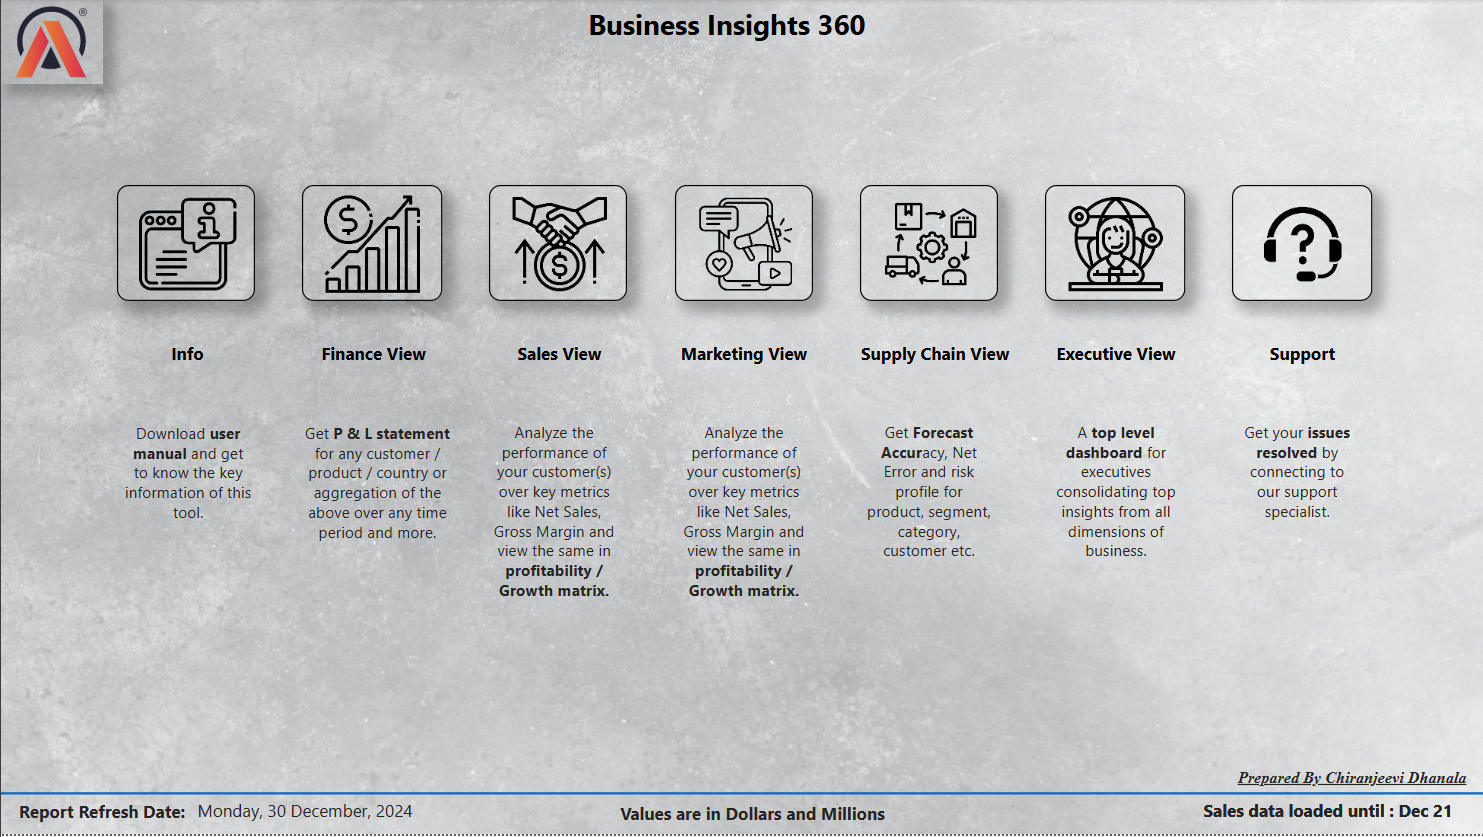 ®
Business Insights 360
Info
Finance View
Sales View
Marketing View
Supply Chain View
Executive View
Support
Download user
manual and get
to know the key
information of this
tool.
Get P & L statement
for any customer /
product / country or
aggregation of the
above over any time
period and more.
Analyze the
performance of
your customer(s)
over key metrics
like Net Sales,
Gross Margin and
view the same in
profitability /
Growth matrix.
Analyze the
performance of
your customer(s)
over key metrics
like Net Sales,
Gross Margin and
view the same in
profitability /
Growth matrix.
Get Forecast
Accuracy, Net
Error and risk
profile for
product, segment,
category,
customer etc.
A top level
dashboard for
executives
consolidating top
insights from all
dimensions of
business.
Get your issues
resolved by
connecting to
our support
specialist.
Prepared By Chiranjeevi Dhanala
Report Refresh Date: Monday, 30 December, 2024
Values are in Dollars and Millions
Sales data loaded until : Dec 21